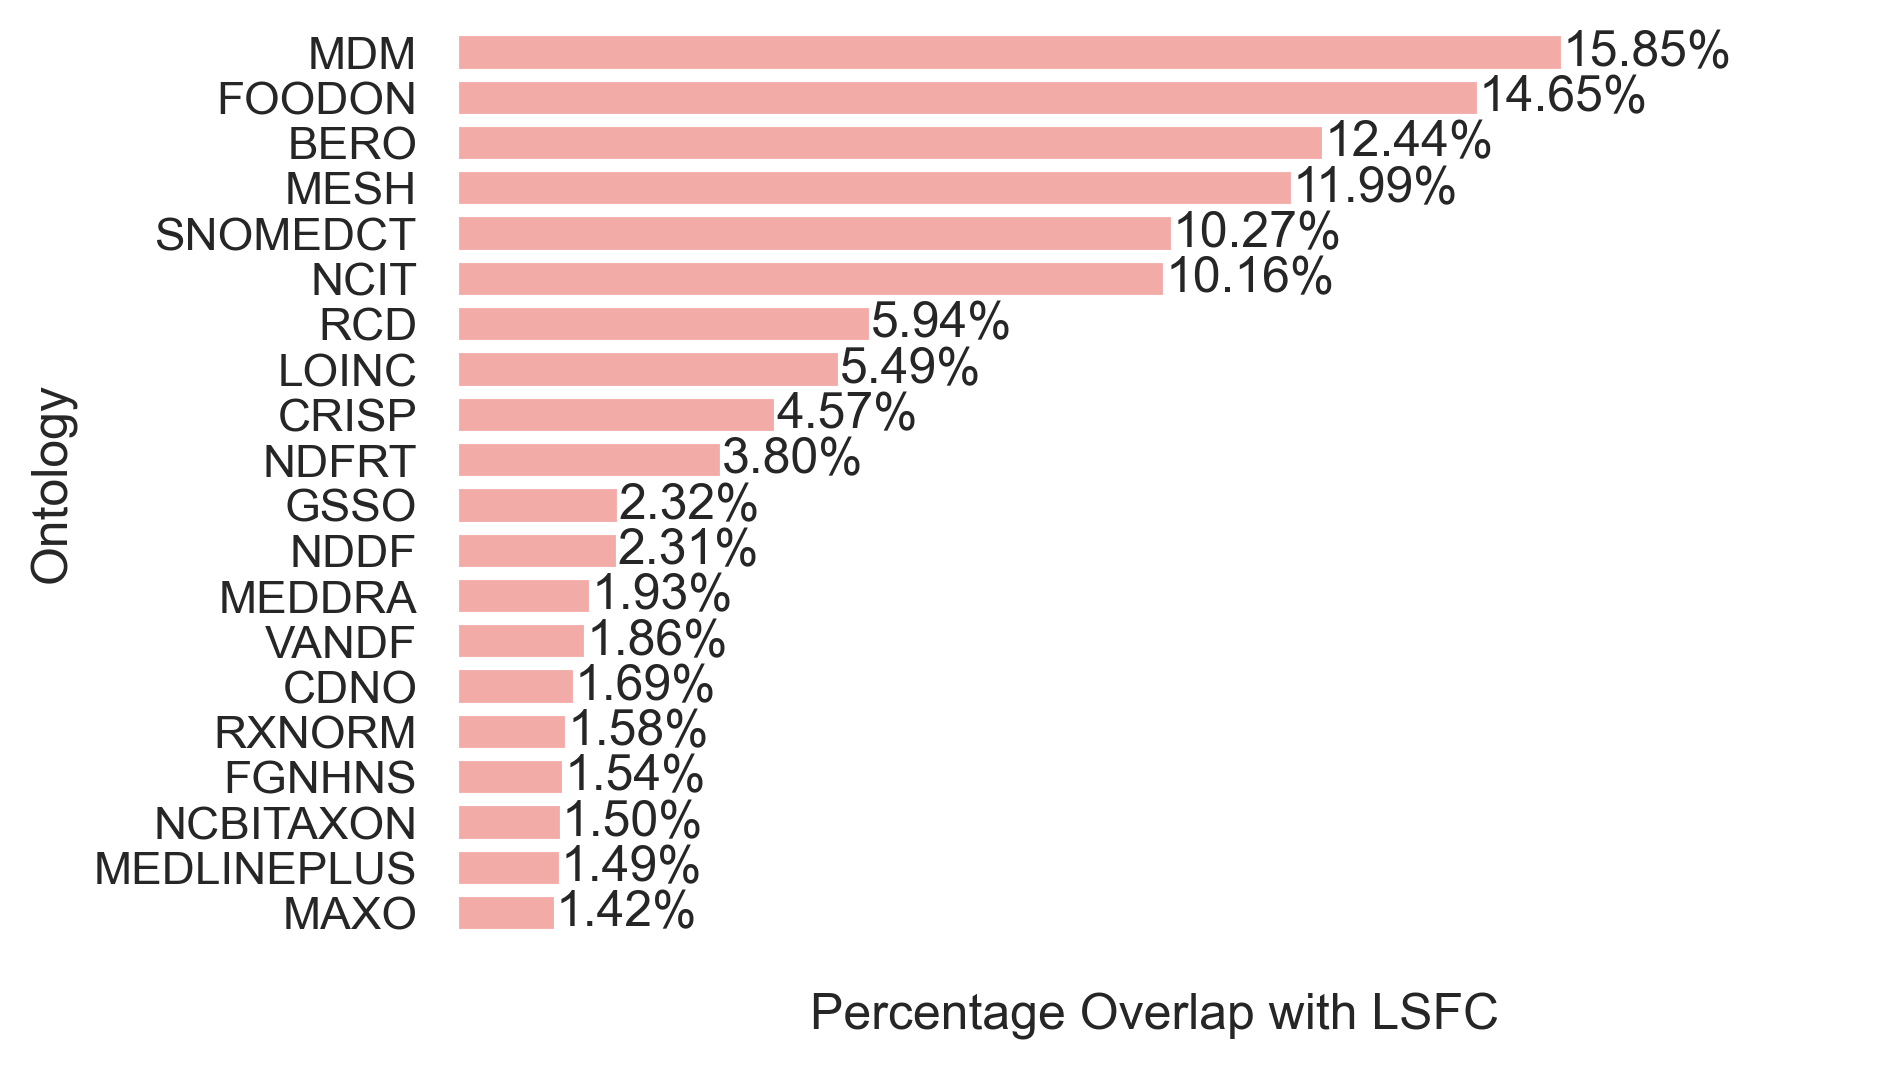 MDM 15.85%
FOODON 14.65%
BERO 12.44%
MESH 11.99%
SNOMEDCT 10.27%
NCIT 10.16%
RCD 5.94%
LOINC 5.49%
CRISP 4.57%
NDFRT 3.80%
GSSO 2.32%
NDDF 2.31%
MEDDRA 1.93%
VANDF 1.86%
CDNO 1.69%
RXNORM 1.58%
FGNHNS 1.54%
NCBITAXON 1.50%
MEDLINEPLUS 1.49%
MAXO 1.42%
Ontology
Percentage Overlap with LSFC